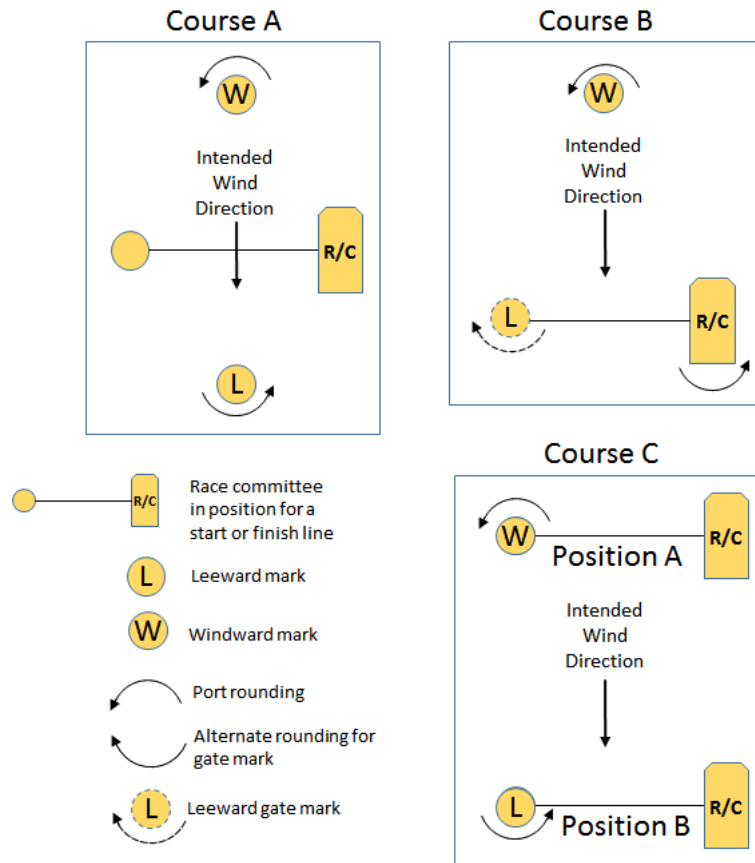 Course A
W
Intended
Wind
Direction
R/C
L
Course B
W
Intended
Wind
Direction
L
R/C
R/C
Race committee
in position for a
start or finish line
L
Leeward mark
W
Windward mark
Port rounding
Alternate rounding for
gate mark
L
Leeward gate mark
Course C
W
R/C
Position A
Intended
Wind
Direction
L
R/C
Position B